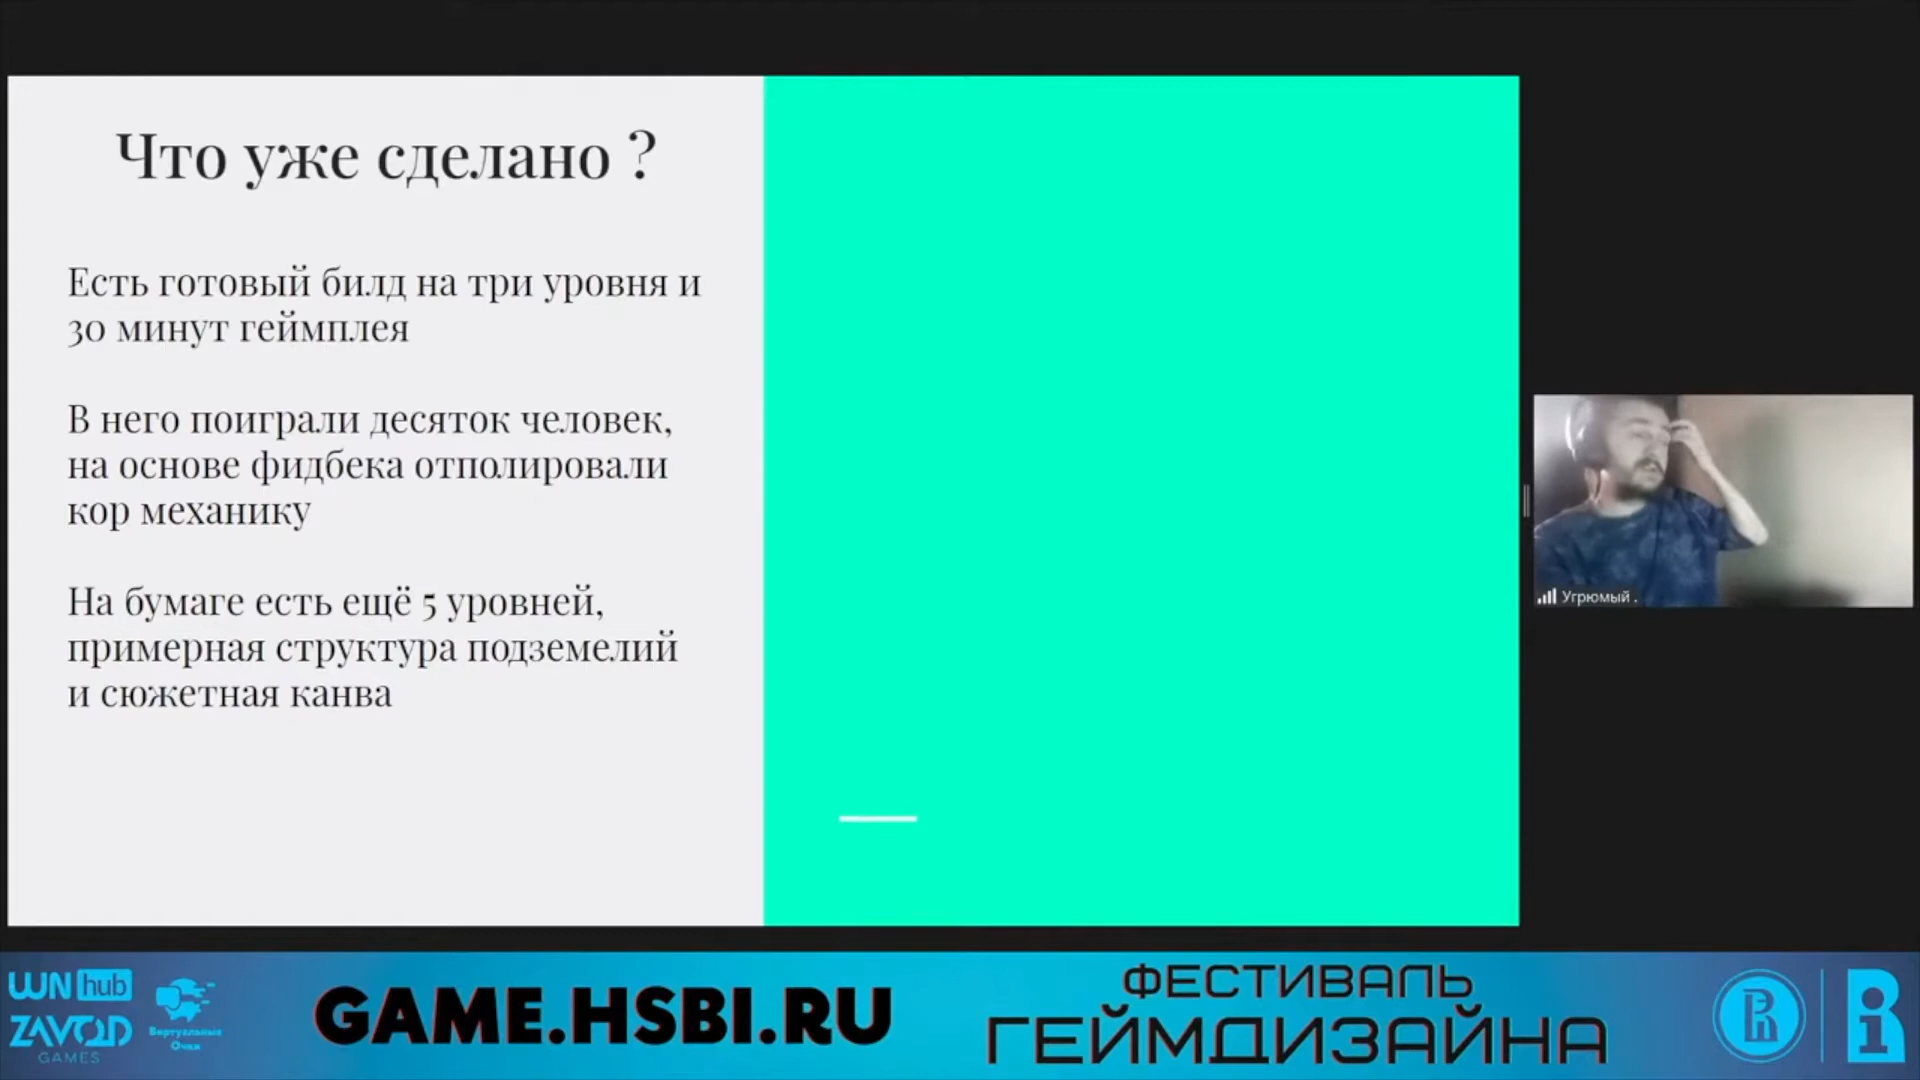 Что уже сделано ?
Есть готовый билд на три уровня и
30 минут геймплея
В него поиграли десяток человек,
на основе фидбека отполировали
кор механику
На бумаге есть ещё 5 уровней,
примерная структура подземелий
и сюжетная канва
Угрюмый .
WN hub
ZAVOD
GAMES
Виртуальные
Очки
GAME.HSBI.RU
ФЕСТИВАЛЬ
ГЕЙМДИЗАЙНА